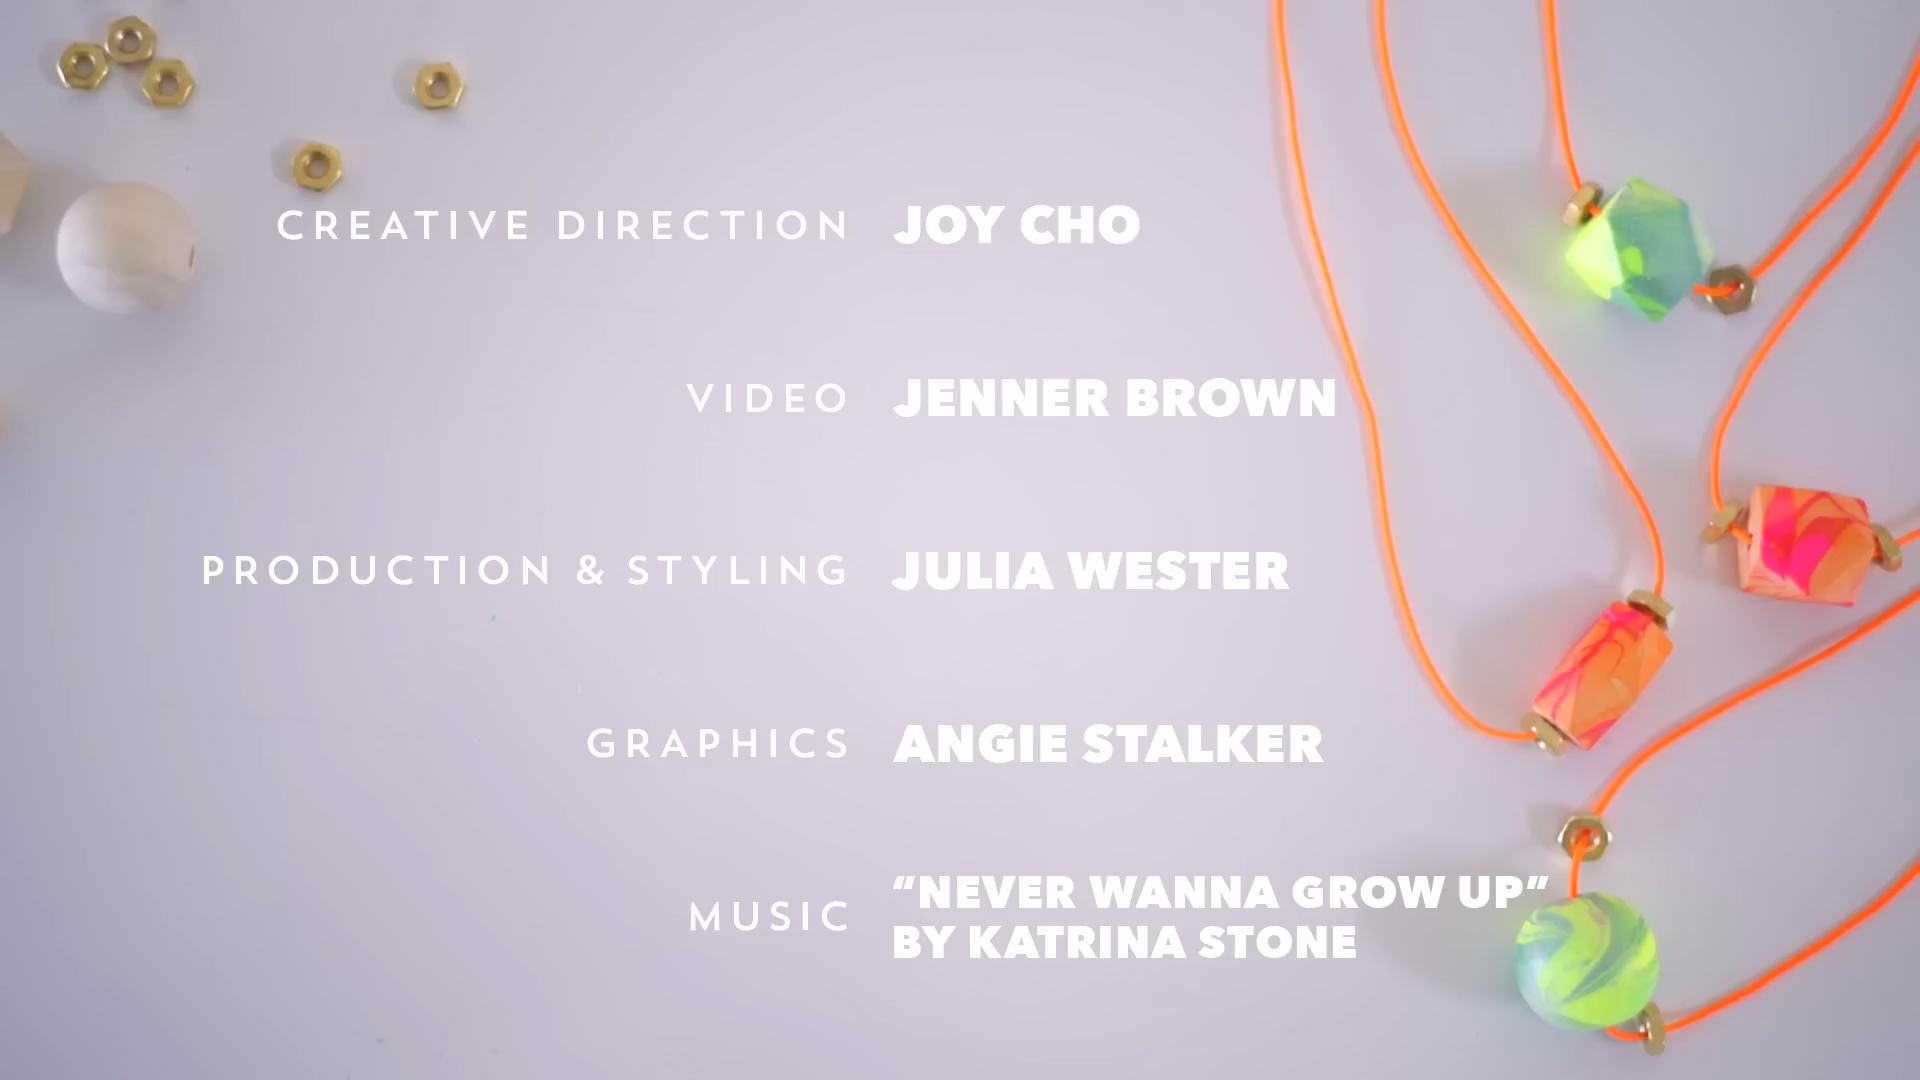 CREATIVE DIRECTION JOY CHO
VIDEO JENNER BROWN
PRODUCTION & STYLING JULIA WESTER
GRAPHICS ANGIE STALKER
MUSIC “NEVER WANNA GROW UP”
BY KATRINA STONE